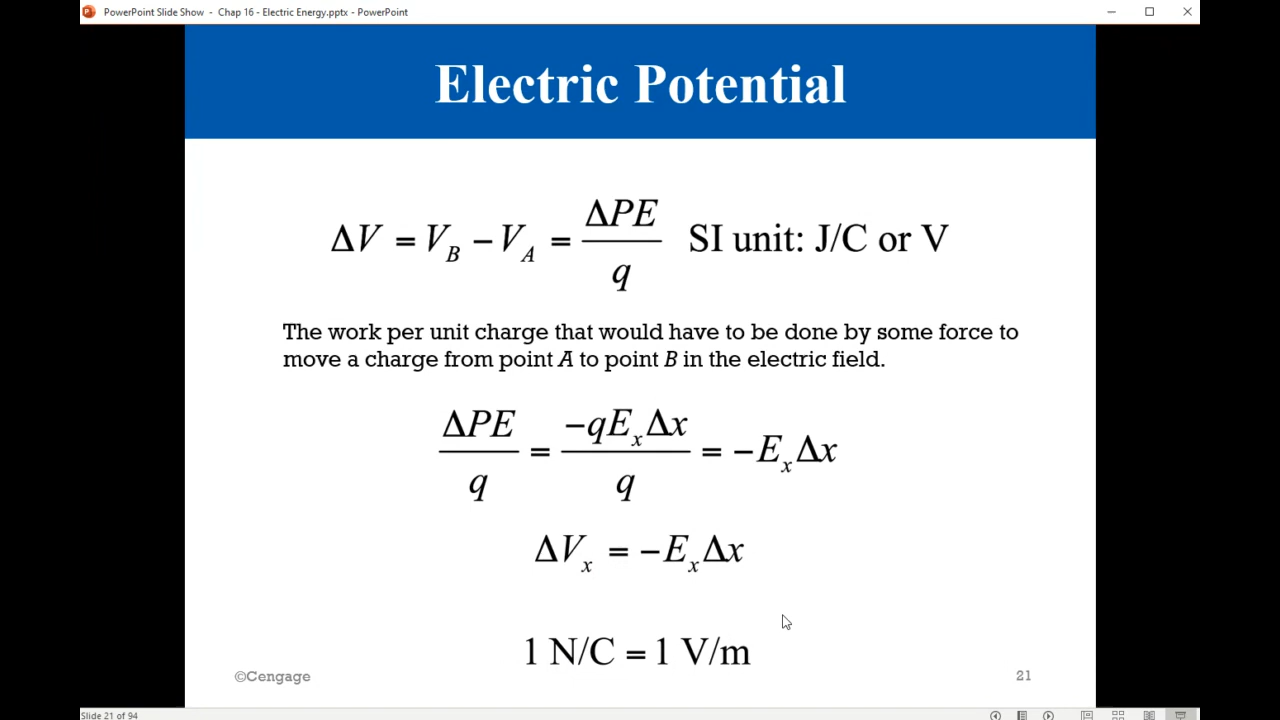 PowerPoint Slide Show - Chap 16 - Electric Energy.pptx - PowerPoint
Electric Potential
ΔV = V_B − V_A = ΔPE/q SI unit: J/C or V
The work per unit charge that would have to be done by some force to
move a charge from point A to point B in the electric field.
ΔPE/q = −qE_xΔx/q = −E_xΔx
ΔV_x = −E_xΔx
1 N/C = 1 V/m
©Cengage 21
Slide 21 of 94